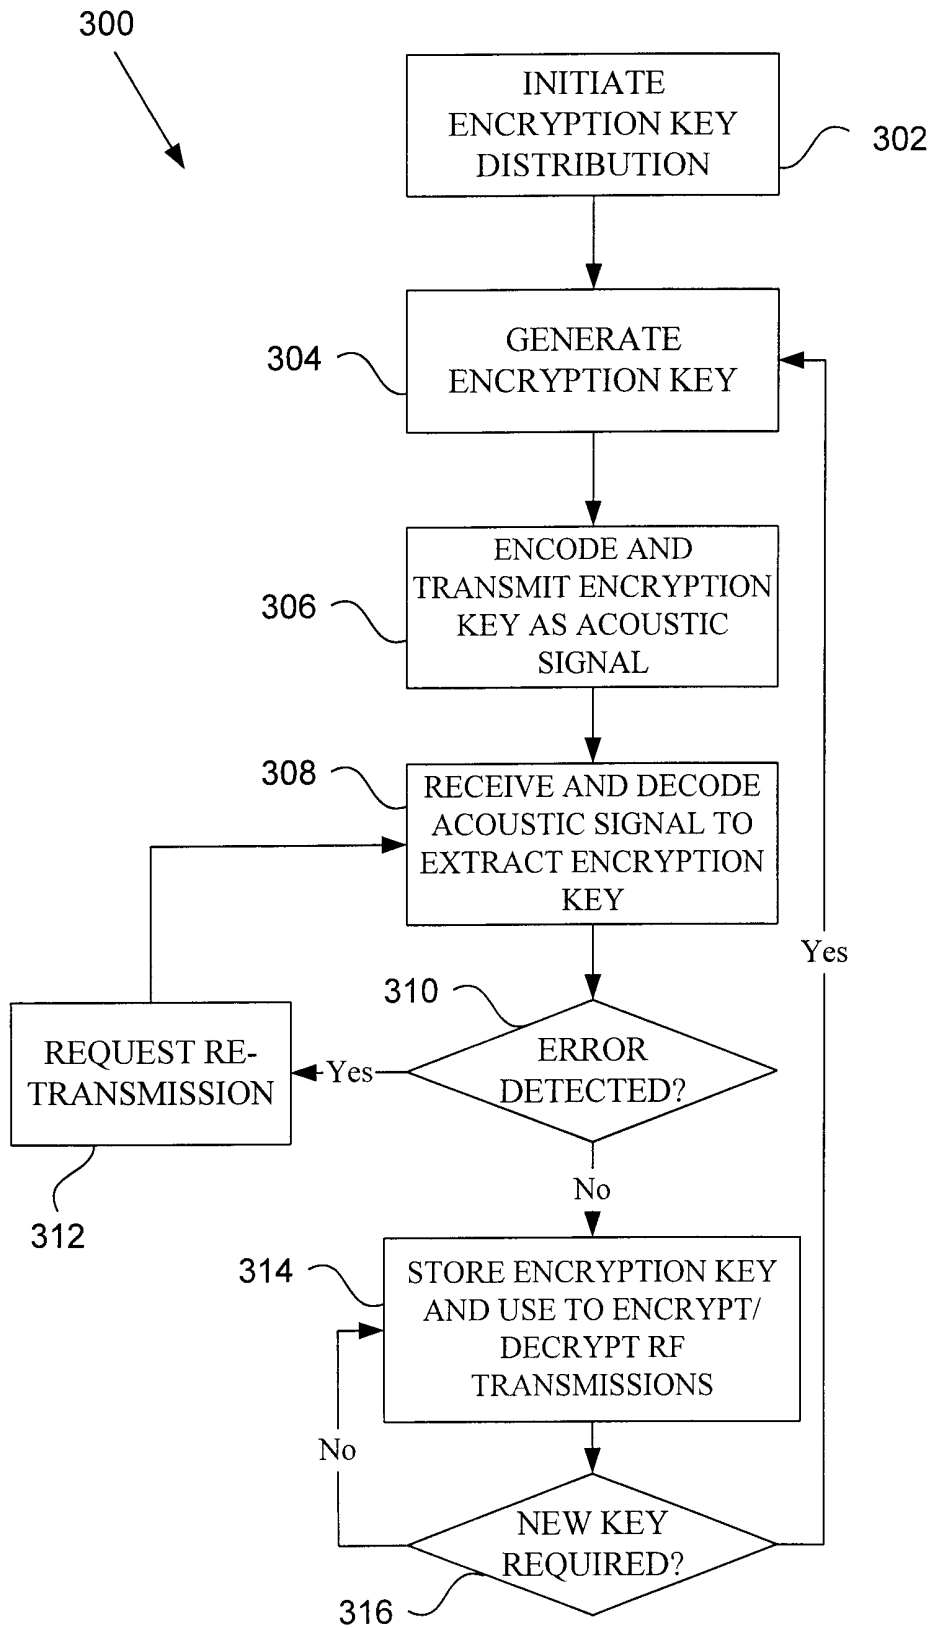 300
INITIATE
ENCRYPTION KEY
DISTRIBUTION
302
GENERATE
ENCRYPTION KEY
304
ENCODE AND
TRANSMIT ENCRYPTION
KEY AS ACOUSTIC
SIGNAL
306
308
RECEIVE AND DECODE
ACOUSTIC SIGNAL TO
EXTRACT ENCRYPTION
KEY
Yes
310
ERROR
DETECTED?
Yes
REQUEST RE-
TRANSMISSION
312
No
314
STORE ENCRYPTION KEY
AND USE TO ENCRYPT/
DECRYPT RF
TRANSMISSIONS
No
NEW KEY
REQUIRED?
316